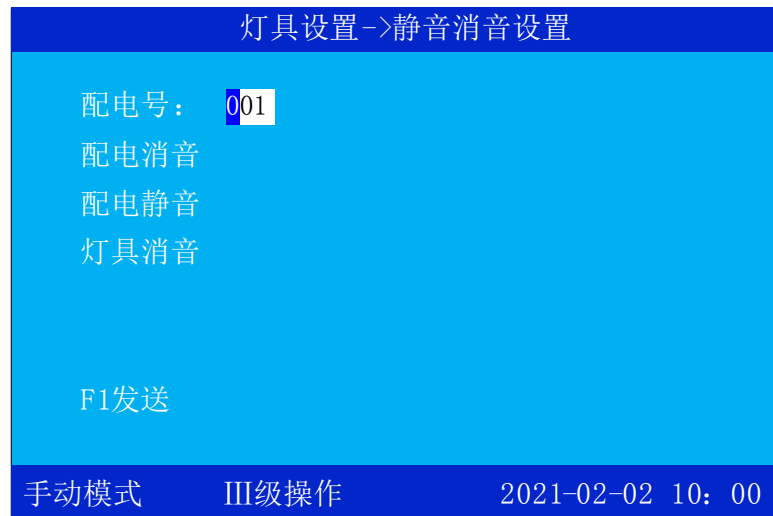 灯具设置->静音消音设置
配电号： 001
配电消音
配电静音
灯具消音
F1发送
手动模式 III级操作 2021-02-02 10：00